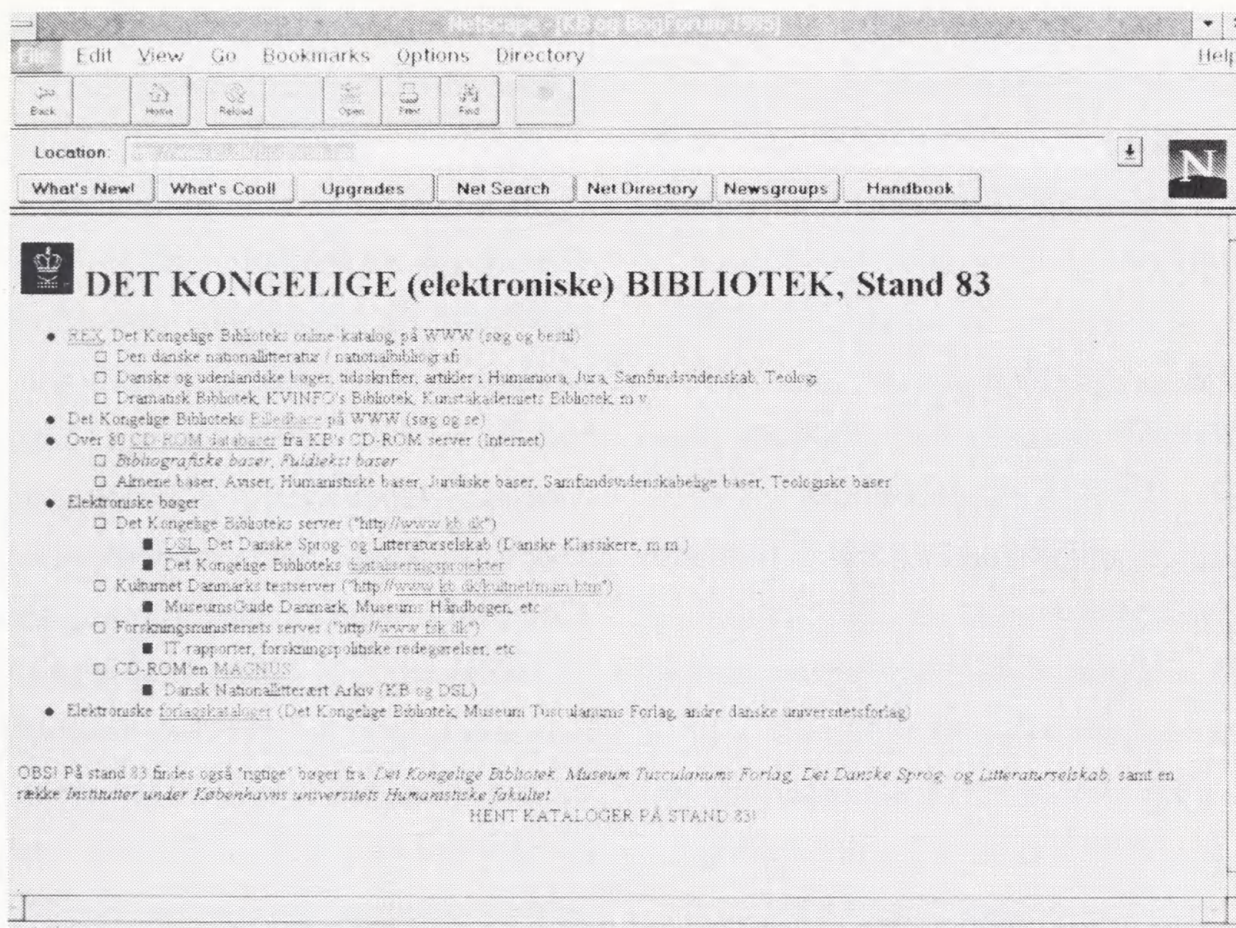 Netscape - [KB og BogForum 1995]
File Edit View Go Bookmarks Options Directory Help
Back Home Reload Open Print Find
Location:
What's New! What's Cool! Upgrades Net Search Net Directory Newsgroups Handbook
N
DET KONGELIGE (elektroniske) BIBLIOTEK, Stand 83
REX, Det Kongelige Biblioteks online-katalog, på WWW (søg og bestil)
Den danske nationallitteratur / nationalbibliografi
Danske og udenlandske bøger, tidsskrifter, artikler i Humaniora, Jura, Samfundsvidenskab, Teologi
Dramatisk Bibliotek, KVINFO's Bibliotek, Kunstakademiets Bibliotek, m.v.
Det Kongelige Biblioteks Billedbase på WWW (søg og se)
Over 80 CD-ROM databaser fra KB's CD-ROM server (Internet)
Bibliografiske baser, Fuldtekst baser
Almene baser, Aviser, Humanistiske baser, Juridiske baser, Samfundsvidenskabelige baser, Teologiske baser
Elektroniske bøger
Det Kongelige Biblioteks server ("http://www.kb.dk")
DSL, Det Danske Sprog- og Litteraturselskab (Danske Klassikere, m.m.)
Det Kongelige Biblioteks digitaliseringsprojekter
Kulturnet Danmarks testserver ("http://www.kb.dk/kultnet/main.htm")
MuseumsGuide Danmark, Museums Håndbogen, etc
Forskningsministeriets server ("http://www.fsk.dk")
IT-rapporter, forskningspolitiske redegørelser, etc
CD-ROM'en MAGNUS
Dansk Nationallitterært Arkiv (KB og DSL)
Elektroniske forlagskataloger (Det Kongelige Bibliotek, Museum Tusculanums Forlag, andre danske universitetsforlag)
OBS! På stand 83 findes også "rigtige" bøger fra Det Kongelige Bibliotek, Museum Tusculanums Forlag, Det Danske Sprog- og Litteraturselskab, samt en
række Institutter under Københavns universitets Humanistiske fakultet
HENT KATALOGER PÅ STAND 83!